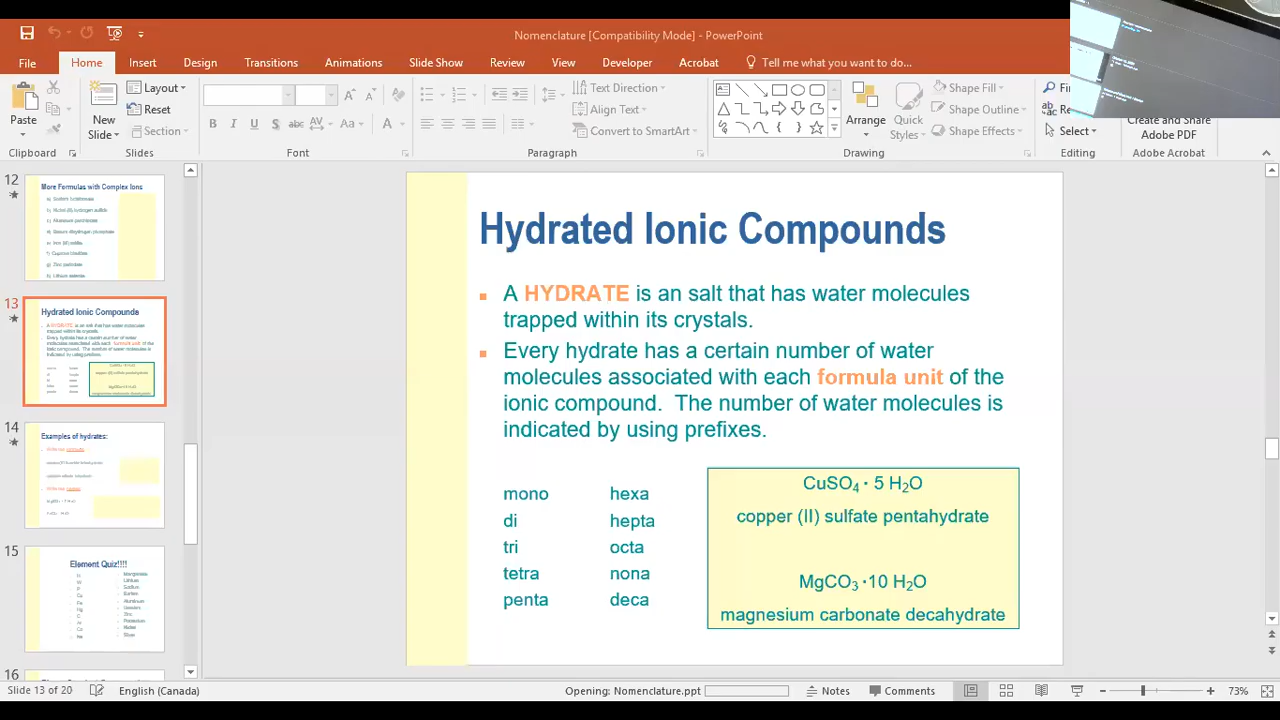 Nomenclature [Compatibility Mode] - PowerPoint
File Home Insert Design Transitions Animations Slide Show Review View Developer Acrobat Tell me what you want to do...
Paste
Clipboard
New
Slide
Layout
Reset
Section
Slides
B I U S abc AV Aa A
Font
Text Direction
Align Text
Convert to SmartArt
Paragraph
Arrange
Quick
Styles
Shape Fill
Shape Outline
Shape Effects
Drawing
Select
Editing
Create and Share
Adobe PDF
Adobe Acrobat
12
More Formulas with Complex Ions
13
Hydrated Ionic Compounds
14
Examples of hydrates:
15
Element Quiz!!!!
16
Hydrated Ionic Compounds
A HYDRATE is an salt that has water molecules
trapped within its crystals.
Every hydrate has a certain number of water
molecules associated with each formula unit of the
ionic compound. The number of water molecules is
indicated by using prefixes.
mono hexa
di hepta
tri octa
tetra nona
penta deca
CuSO₄ · 5 H₂O
copper (II) sulfate pentahydrate
MgCO₃ ·10 H₂O
magnesium carbonate decahydrate
Slide 13 of 20 English (Canada) Opening: Nomenclature.ppt Notes Comments 73%